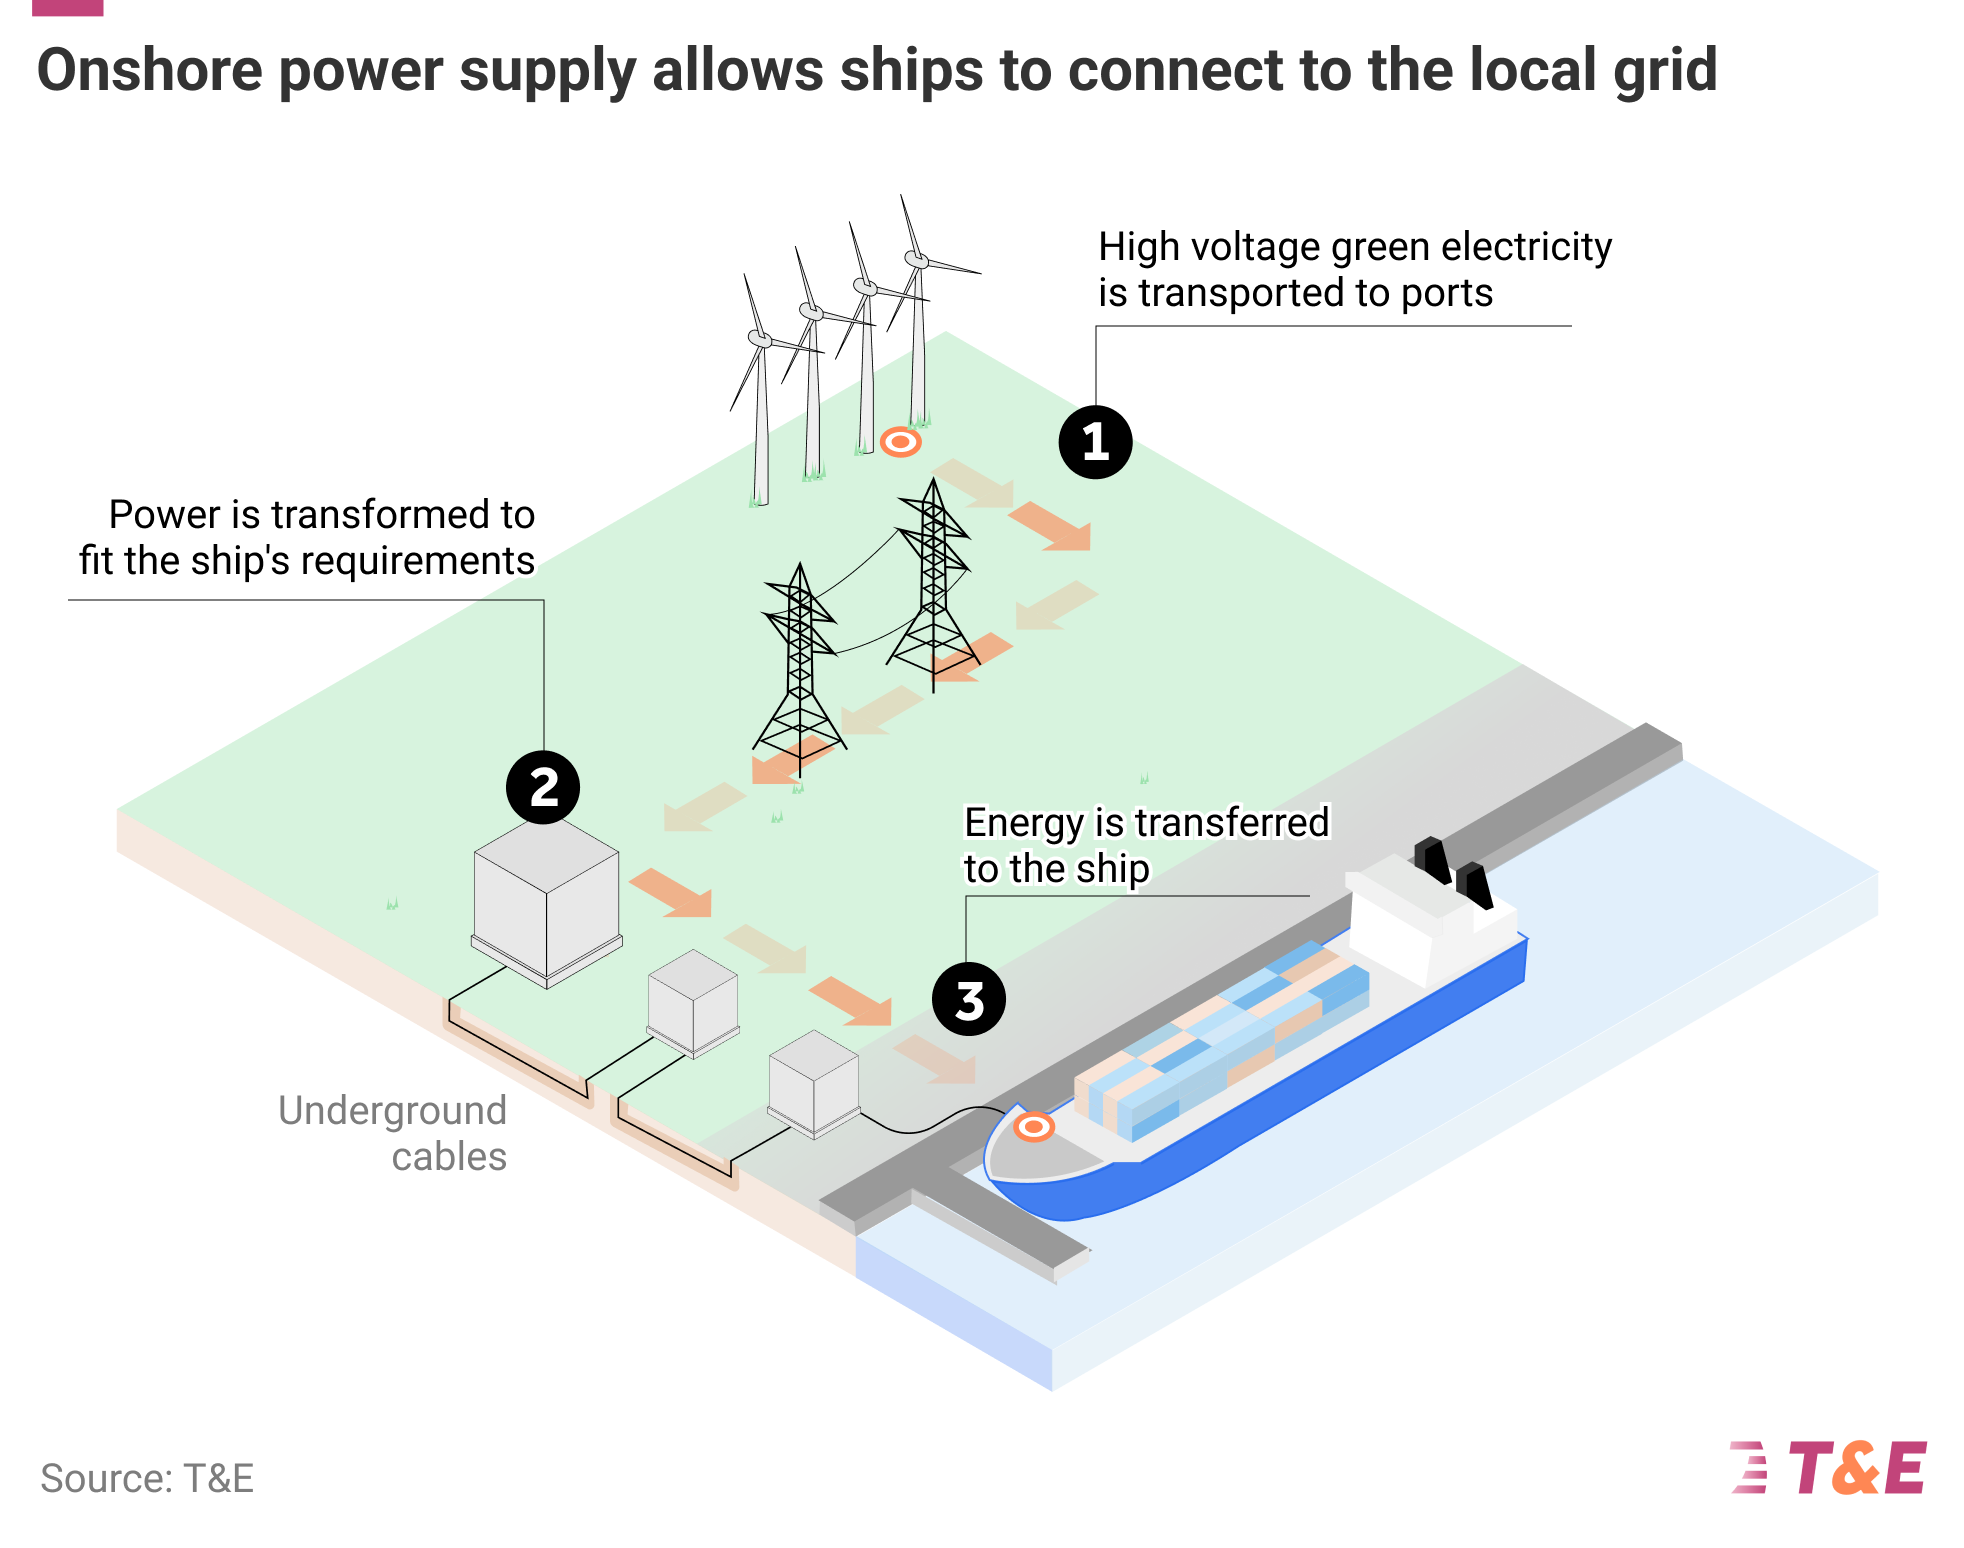 Onshore power supply allows ships to connect to the local grid
High voltage green electricity
is transported to ports
1
Power is transformed to
fit the ship's requirements
2
Energy is transferred
to the ship
3
Underground
cables
Source: T&E
T&E